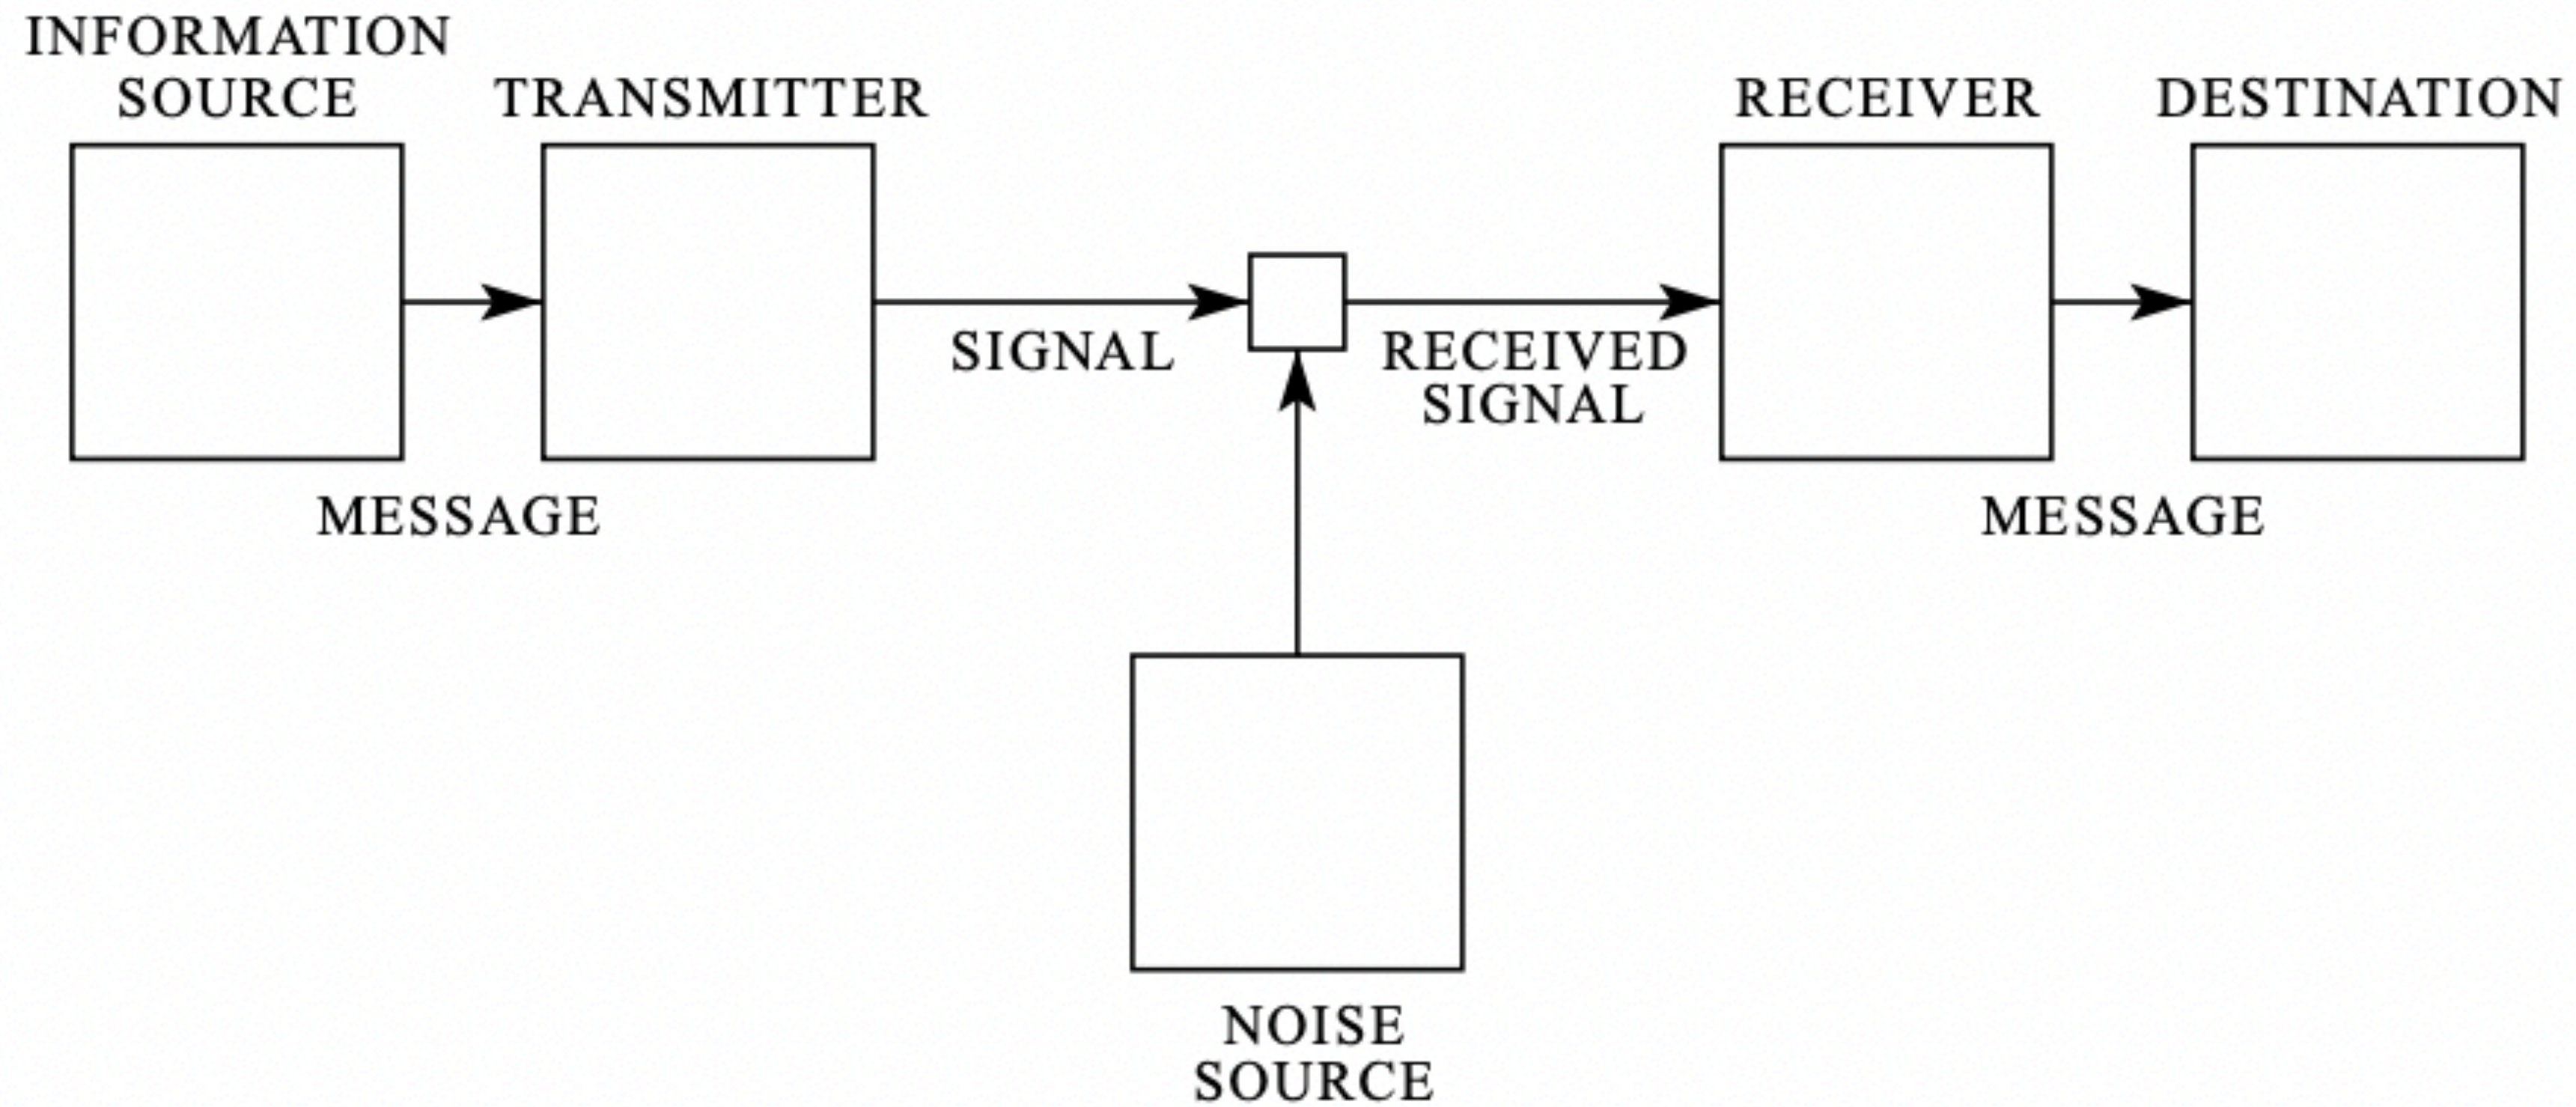 INFORMATION
SOURCE
TRANSMITTER
RECEIVER
DESTINATION
SIGNAL
RECEIVED
SIGNAL
MESSAGE
MESSAGE
NOISE
SOURCE